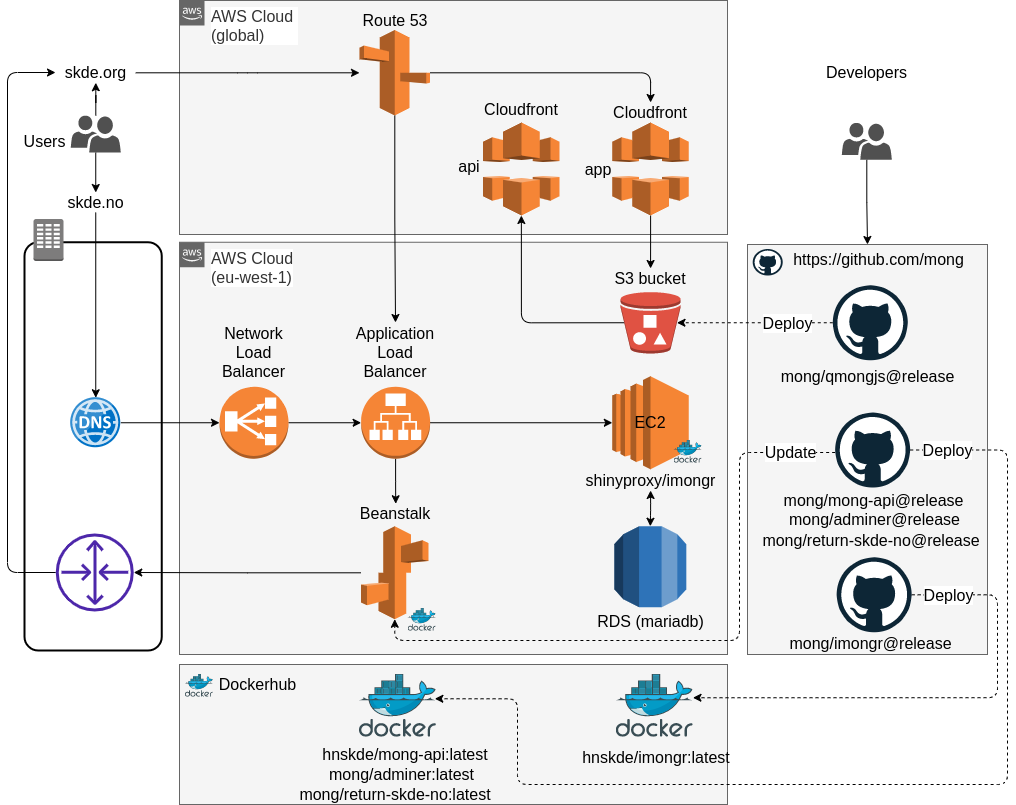 aws
AWS Cloud
(global)
Route 53
skde.org
Developers
Cloudfront
Cloudfront
Users
api
app
skde.no
aws
AWS Cloud
(eu-west-1)
https://github.com/mong
S3 bucket
Deploy
Network
Load
Balancer
Application
Load
Balancer
mong/qmongjs@release
DNS
EC2
docker
Update
Deploy
shinyproxy/imongr
mong/mong-api@release
mong/adminer@release
mong/return-skde-no@release
Beanstalk
Deploy
docker
RDS (mariadb)
mong/imongr@release
docker
Dockerhub
docker
docker
hnskde/mong-api:latest
mong/adminer:latest
mong/return-skde-no:latest
hnskde/imongr:latest